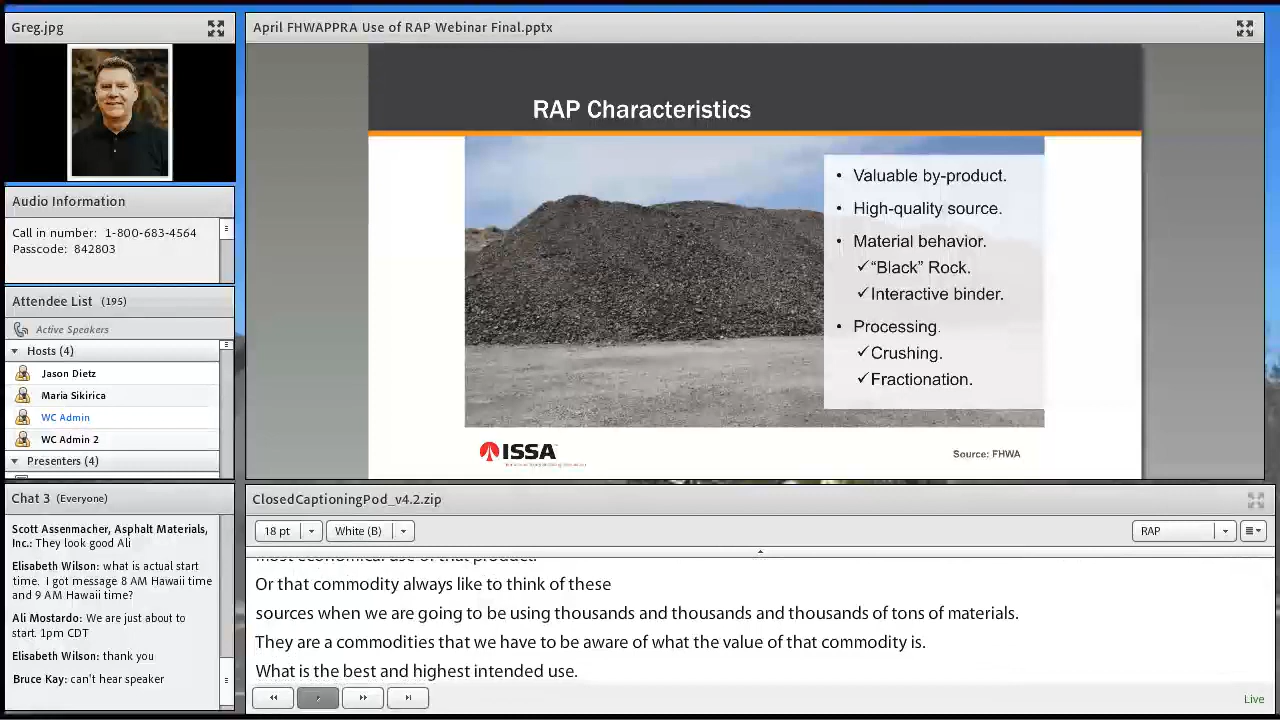 Greg.jpg
Audio Information
Call in number: 1-800-683-4564
Passcode: 842803
Attendee List (195)
Active Speakers
Hosts (4)
Jason Dietz
Maria Sikirica
WC Admin
WC Admin 2
Presenters (4)
Chat 3 (Everyone)
Scott Assenmacher, Asphalt Materials,
Inc.: They look good Ali
Elisabeth Wilson: what is actual start
time. I got message 8 AM Hawaii time
and 9 AM Hawaii time?
Ali Mostardo: We are just about to
start. 1pm CDT
Elisabeth Wilson: thank you
Bruce Kay: can't hear speaker
April FHWAPPRA Use of RAP Webinar Final.pptx
RAP Characteristics
• Valuable by-product.
• High-quality source.
• Material behavior.
✓“Black” Rock.
✓Interactive binder.
• Processing.
✓Crushing.
✓Fractionation.
ISSA
Source: FHWA
ClosedCaptioningPod_v4.2.zip
18 pt
White (B)
RAP
most economical use of that product.
Or that commodity always like to think of these
sources when we are going to be using thousands and thousands and thousands of tons of materials.
They are a commodities that we have to be aware of what the value of that commodity is.
What is the best and highest intended use.
Live